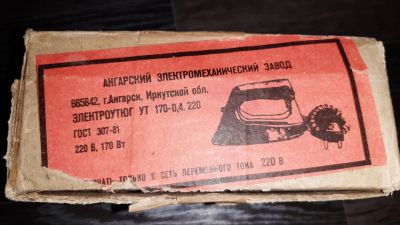 АНГАРСКИЙ ЭЛЕКТРОМЕХАНИЧЕСКИЙ ЗАВОД
665842, г.Ангарск, Иркутской обл.
ЭЛЕКТРОУТЮГ УТ 170-0,4. 220
ГОСТ 307-81
220 В, 170 Вт
ТОЛЬКО В СЕТЬ ПЕРЕМЕННОГО ТОКА 220 В